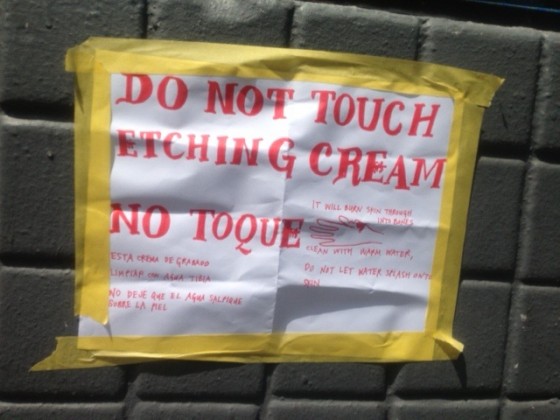 DO NOT TOUCH
ETCHING CREAM
NO TOQUE
ESTA CREMA DE GRABADO
LIMPIAR CON AGUA TIBIA
NO DEJE QUE EL AGUA SALPIQUE
SOBRE LA PIEL
IT WILL BURN SKIN THROUGH
INTO BONES
CLEAN WITH WARM WATER,
DO NOT LET WATER SPLASH ONTO
SKIN